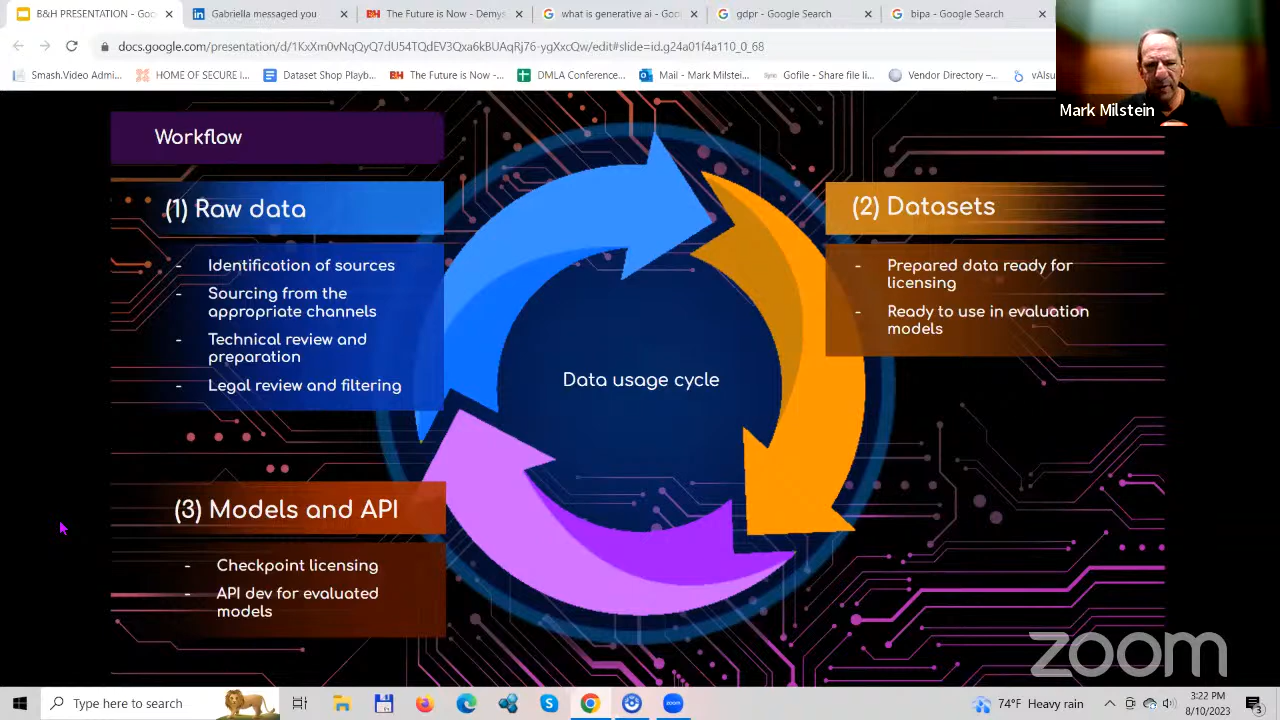 B&H PRESENTATION - Google Sli
Gabriella messaged you
The Future is Now - Demys
what is generative ai - Goo
gdpr - Google Search
bipa - Google Search
docs.google.com/presentation/d/1KxXm0vNqQyQ7dU54TQdEV3Qxa6kBUAqRj76-ygXxcQw/edit#slide=id.g24a01f4a110_0_68
Smash.Video Admi...
HOME OF SECURE i...
Dataset Shop Playb...
The Future is Now -...
DMLA Conference...
Mail - Mark Milstei...
Gofile - Share file li...
Vendor Directory –...
Mark Milstein
Workflow
(1) Raw data
- Identification of sources
- Sourcing from the
appropriate channels
- Technical review and
preparation
- Legal review and filtering
(2) Datasets
- Prepared data ready for
licensing
- Ready to use in evaluation
models
Data usage cycle
(3) Models and API
- Checkpoint licensing
- API dev for evaluated
models
zoom
Type here to search
74°F Heavy rain
3:22 PM
8/10/2023
3